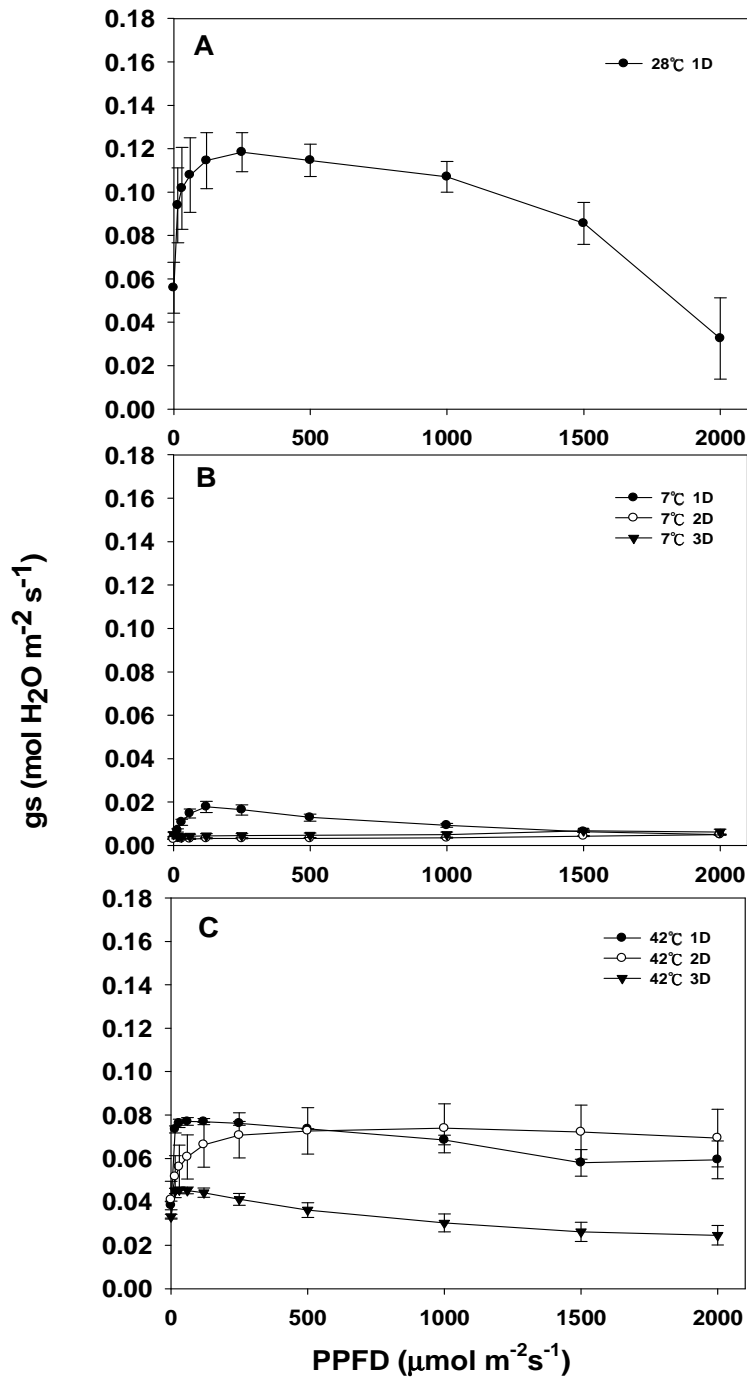 A
28℃ 1D
0.18
0.16
0.14
0.12
0.10
0.08
0.06
0.04
0.02
0.00
0 500 1000 1500 2000
B
7℃ 1D
7℃ 2D
7℃ 3D
0.18
0.16
0.14
0.12
0.10
0.08
0.06
0.04
0.02
0.00
0 500 1000 1500 2000
gs (mol H₂O m⁻² s⁻¹)
C
42℃ 1D
42℃ 2D
42℃ 3D
0.18
0.16
0.14
0.12
0.10
0.08
0.06
0.04
0.02
0.00
0 500 1000 1500 2000
PPFD (μmol m⁻²s⁻¹)